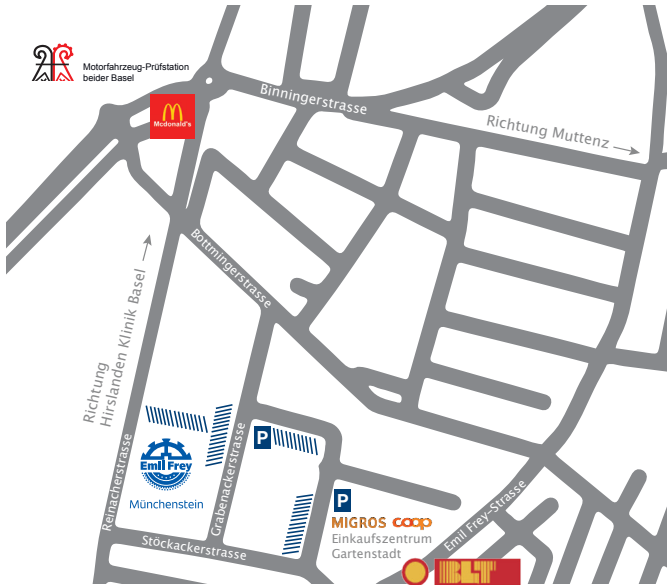 Motorfahrzeug-Prüfstation
beider Basel
Mcdonald's
Binningerstrasse
Richtung Muttenz
Bottmingerstrasse
Richtung
Hirslanden Klinik Basel
Reinacherstrasse
Emil Frey
Münchenstein
Grabenackerstrasse
P
P
MIGROS coop
Einkaufszentrum
Gartenstadt
Stöckackerstrasse
Emil Frey-Strasse
BLT